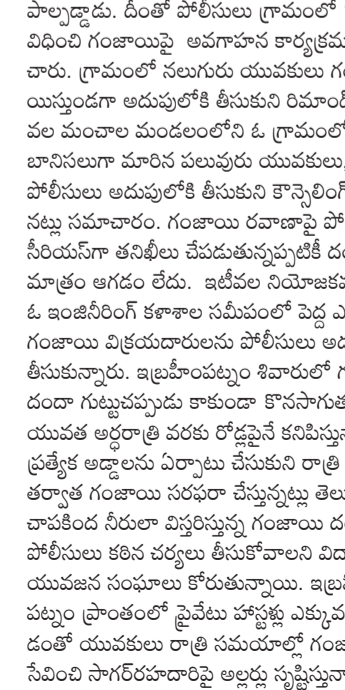 పాల్పడ్డాడు. దీంతో పోలీసులు గ్రామంలో
విధించి గంజాయిపై అవగాహన కార్యక్రమ
చారు. గ్రామంలో నలుగురు యువకులు గ
యిస్తుండగా అదుపులోకి తీసుకుని రిమాండ్
వల మంచాల మండలంలోని ఓ గ్రామంలో
బానిసలుగా మారిన పలువురు యువకులు,
పోలీసులు అదుపులోకి తీసుకుని కౌన్సెలింగ్
నట్లు సమాచారం. గంజాయి రవాణాపై పో
సీరియస్‌గా తనిఖీలు చేపడుతున్నప్పటికీ దం
మాత్రం ఆగడం లేదు. ఇటీవల నియోజకవ
ఓ ఇంజినీరింగ్ కళాశాల సమీపంలో పెద్ద ఎ
గంజాయి విక్రయదారులను పోలీసులు అద
తీసుకున్నారు. ఇబ్రహీంపట్నం శివారులో గ
దందా గుట్టుచప్పుడు కాకుండా కొనసాగుత
యువత అర్ధరాత్రి వరకు రోడ్లపైనే కనిపిస్తు
ప్రత్యేక అడ్డాలను ఏర్పాటు చేసుకుని రాత్రి
తర్వాత గంజాయి సరఫరా చేస్తున్నట్లు తెలు
చాపకింద నీరులా విస్తరిస్తున్న గంజాయి దం
పోలీసులు కఠిన చర్యలు తీసుకోవాలని విద్యా
యువజన సంఘాలు కోరుతున్నాయి. ఇబ్రహీ
పట్నం ప్రాంతంలో ప్రైవేటు హాస్టళ్లు ఎక్కువ
డంతో యువకులు రాత్రి సమయాల్లో గంజ
సేవించి సాగర్‌రహదారిపై అల్లర్లు సృష్టిస్తునా